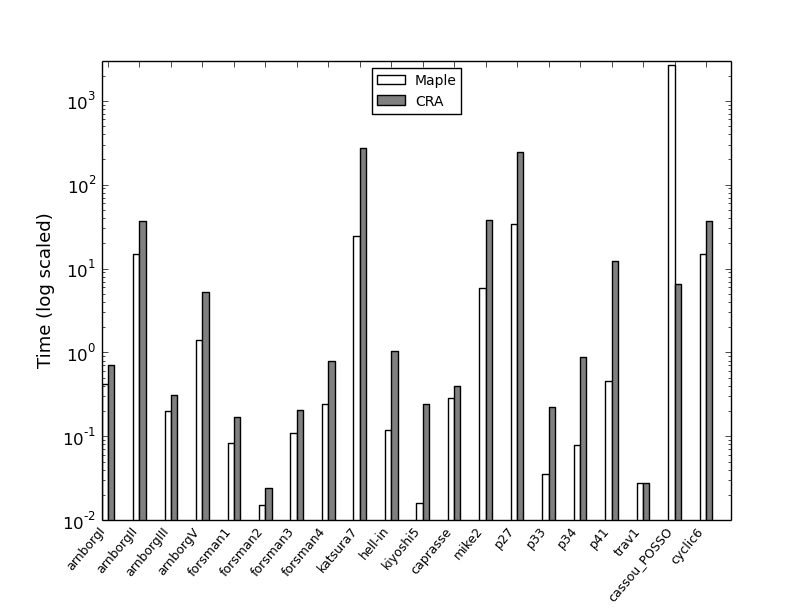 Maple
CRA
Time (log scaled)
10^3
10^2
10^1
10^0
10^-1
10^-2
arnborgI
arnborgII
arnborgIII
arnborgV
forsman1
forsman2
forsman3
forsman4
katsura7
hell-in
kiyoshi5
caprasse
mike2
p27
p33
p34
p41
trav1
cassou_POSSO
cyclic6